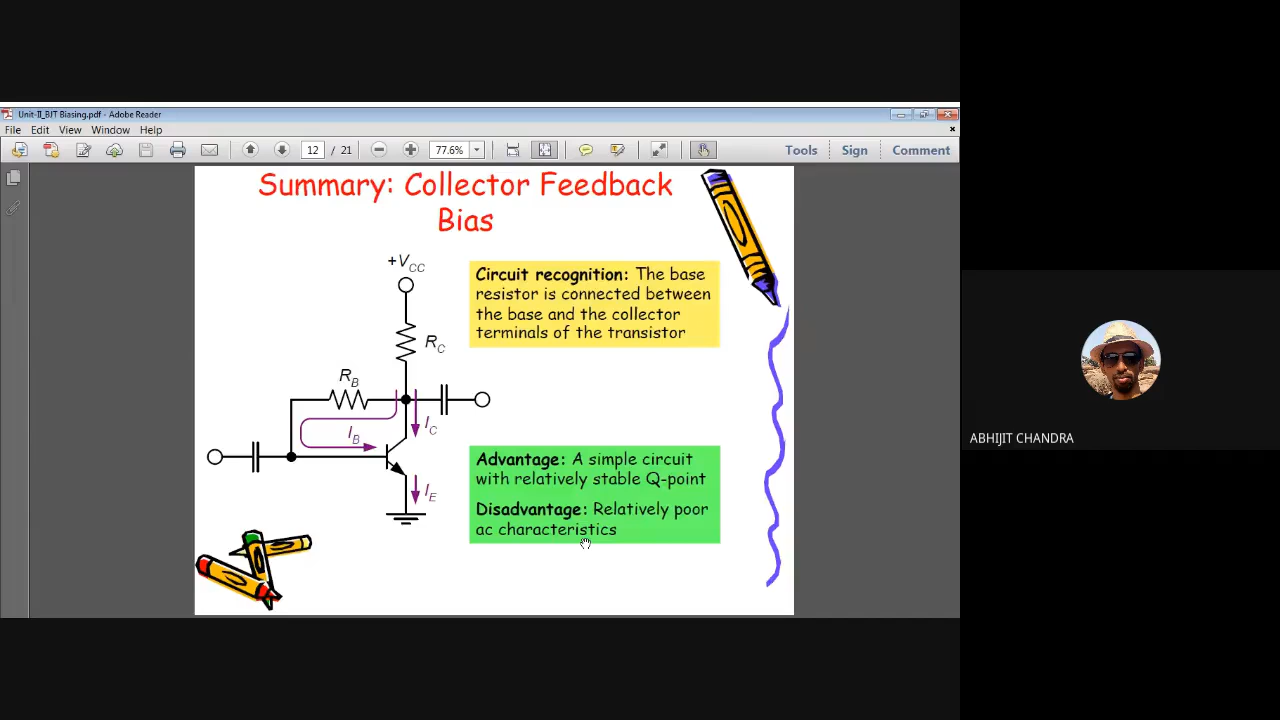 Unit-II_BJT Biasing.pdf - Adobe Reader
File Edit View Window Help
12 / 21 77.6% Tools Sign Comment
Summary: Collector Feedback
Bias
+VCC
RC
RB
IC
IB
IE
Circuit recognition: The base
resistor is connected between
the base and the collector
terminals of the transistor
Advantage: A simple circuit
with relatively stable Q-point
Disadvantage: Relatively poor
ac characteristics
ABHIJIT CHANDRA